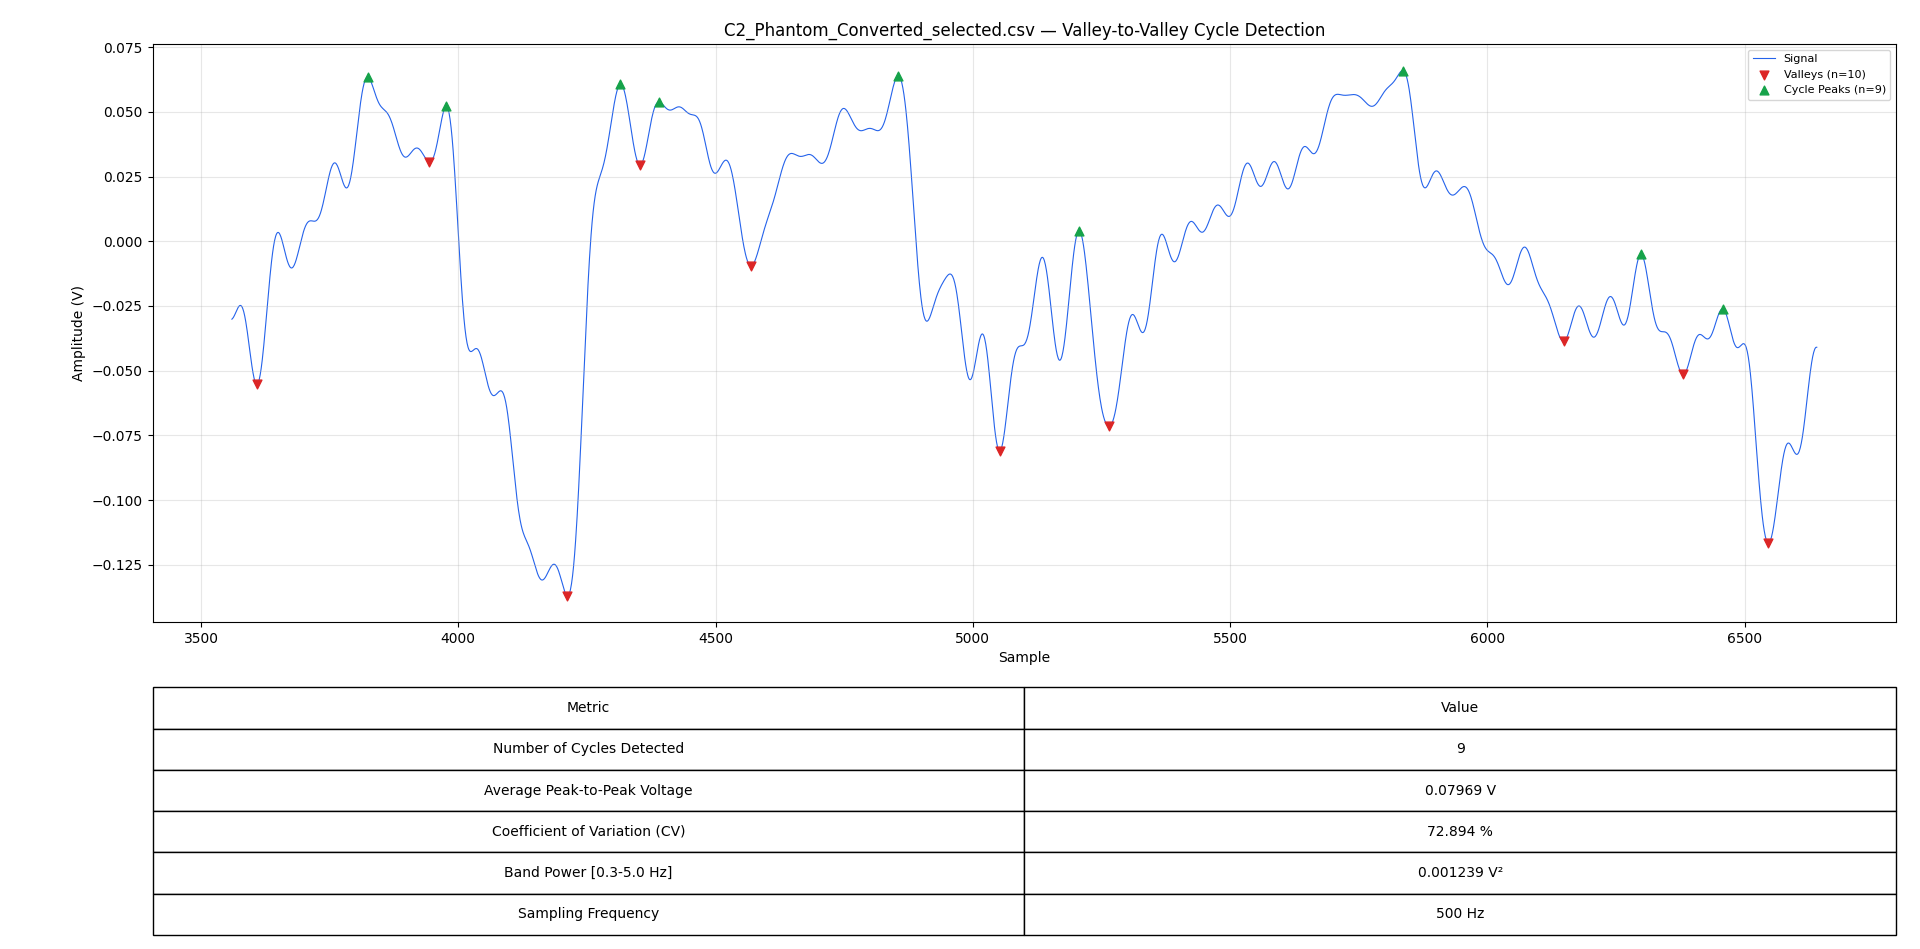 C2_Phantom_Converted_selected.csv — Valley-to-Valley Cycle Detection
Amplitude (V)
0.075
0.050
0.025
0.000
−0.025
−0.050
−0.075
−0.100
−0.125
Signal
Valleys (n=10)
Cycle Peaks (n=9)
3500 4000 4500 5000 5500 6000 6500
Sample
Metric Value
Number of Cycles Detected 9
Average Peak-to-Peak Voltage 0.07969 V
Coefficient of Variation (CV) 72.894 %
Band Power [0.3-5.0 Hz] 0.001239 V²
Sampling Frequency 500 Hz